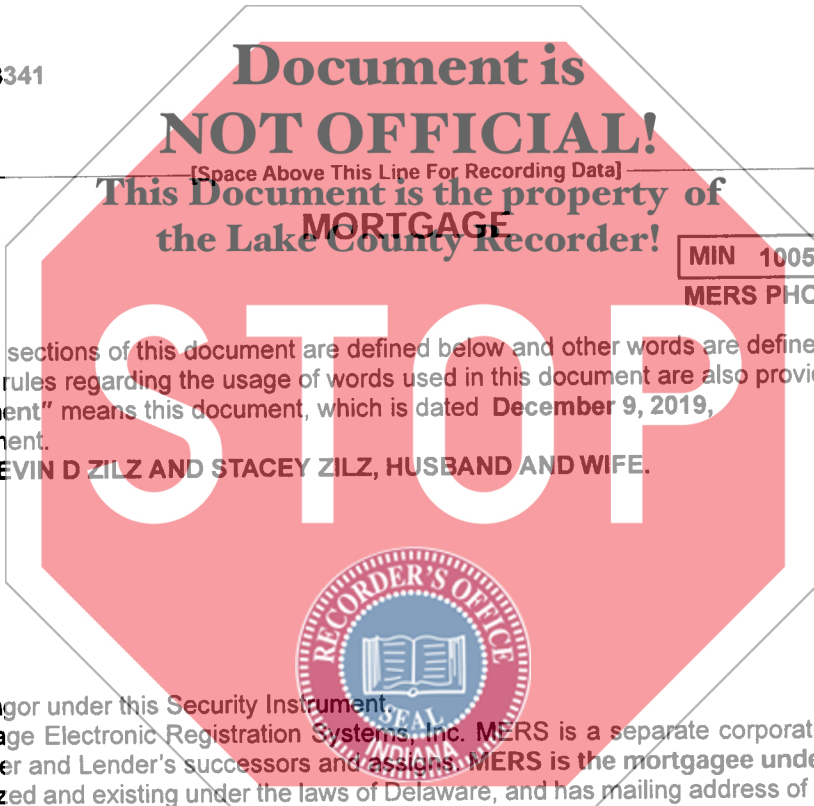 341
Document is
NOT OFFICIAL!
[Space Above This Line For Recording Data]
This Document is the property of
MORTGAGE
the Lake County Recorder!
MIN 1005
MERS PHO
STOP
sections of this document are defined below and other words are define
rules regarding the usage of words used in this document are also provi
ent" means this document, which is dated December 9, 2019,
ent.
EVIN D ZILZ AND STACEY ZILZ, HUSBAND AND WIFE.
RECORDER'S OFFICE
SEAL
INDIANA
gor under this Security Instrument.
age Electronic Registration Systems, Inc. MERS is a separate corporat
er and Lender's successors and assigns. MERS is the mortgagee unde
zed and existing under the laws of Delaware, and has mailing address of